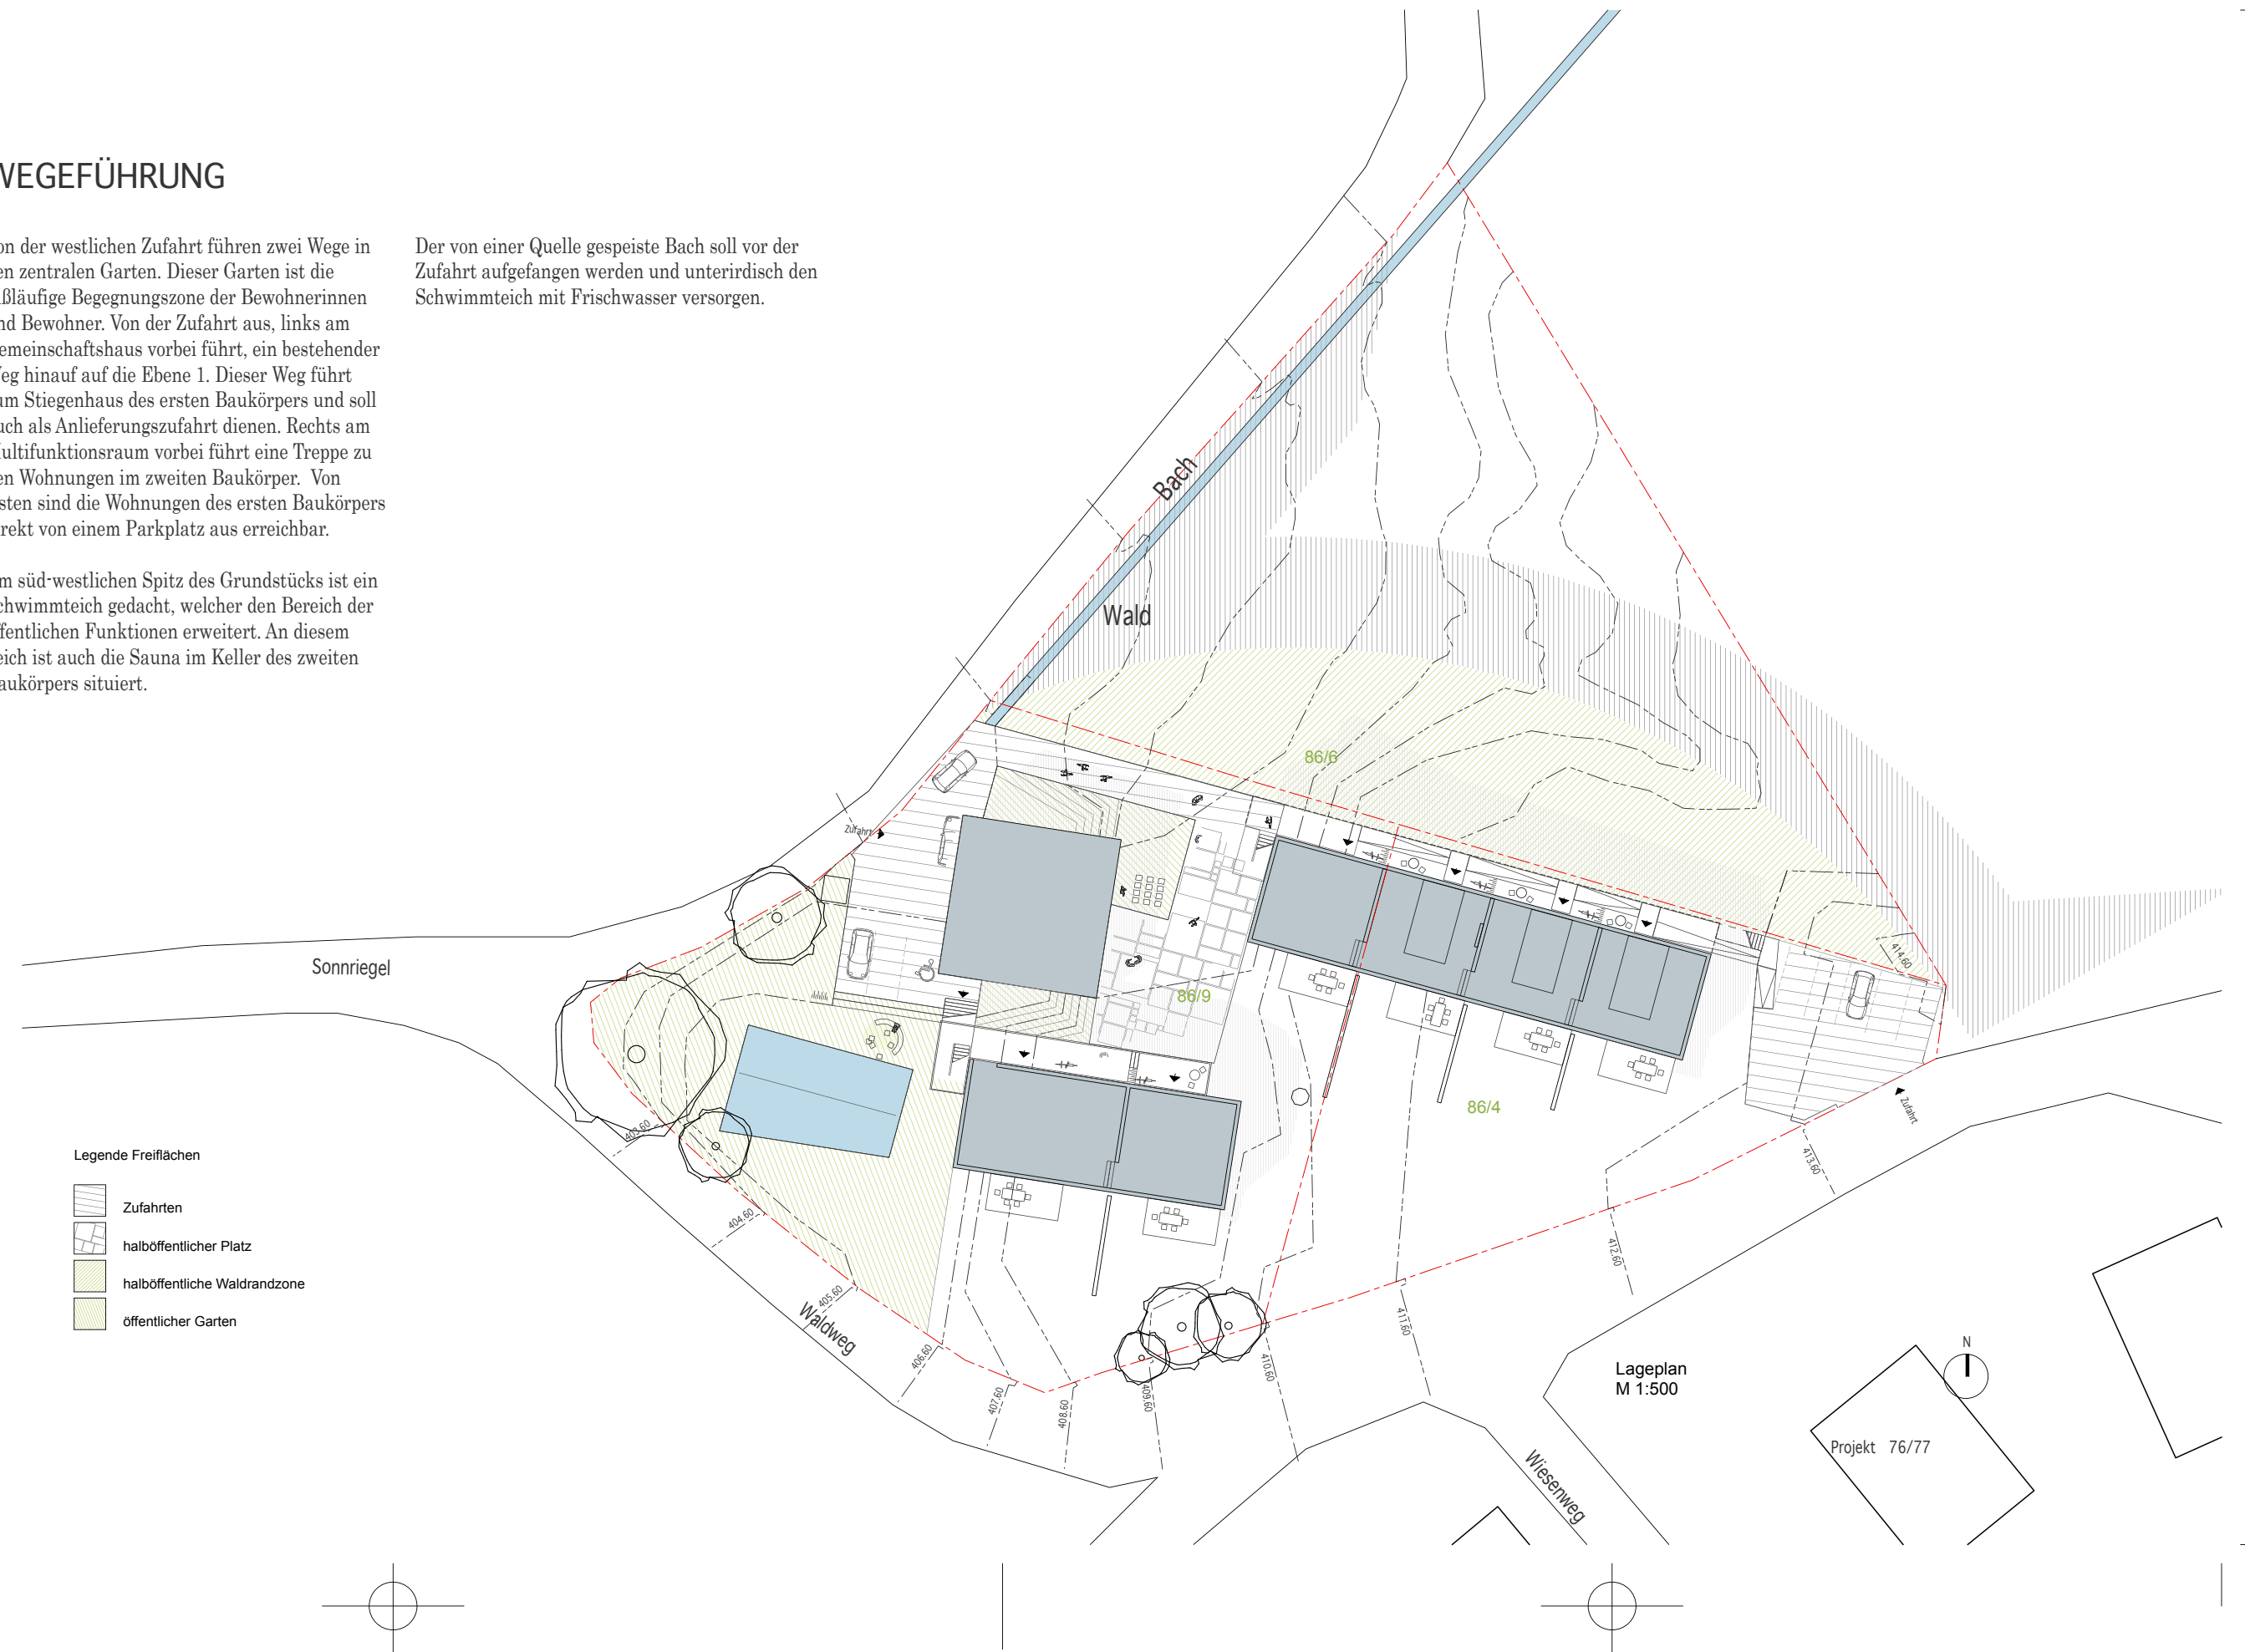 WEGEFÜHRUNG
on der westlichen Zufahrt führen zwei Wege in
en zentralen Garten. Dieser Garten ist die
ßläufige Begegnungszone der Bewohnerinnen
nd Bewohner. Von der Zufahrt aus, links am
emeinschaftshaus vorbei führt, ein bestehender
Weg hinauf auf die Ebene 1. Dieser Weg führt
um Stiegenhaus des ersten Baukörpers und soll
uch als Anlieferungszufahrt dienen. Rechts am
Multifunktionsraum vorbei führt eine Treppe zu
en Wohnungen im zweiten Baukörper. Von
sten sind die Wohnungen des ersten Baukörpers
irekt von einem Parkplatz aus erreichbar.
m süd-westlichen Spitz des Grundstücks ist ein
chwimmteich gedacht, welcher den Bereich der
ffentlichen Funktionen erweitert. An diesem
eich ist auch die Sauna im Keller des zweiten
aukörpers situiert.
Der von einer Quelle gespeiste Bach soll vor der
Zufahrt aufgefangen werden und unterirdisch den
Schwimmteich mit Frischwasser versorgen.
Bach
Wald
86/6
Zufahrt
Sonnriegel
414.60
86/9
86/4
Zufahrt
403.60
413.60
404.60
412.60
405.60
Waldweg
411.60
406.60
410.60
407.60
408.60
409.60
Legende Freiflächen
Zufahrten
halböffentlicher Platz
halböffentliche Waldrandzone
öffentlicher Garten
N
Lageplan
M 1:500
Projekt 76/77
Wiesenweg